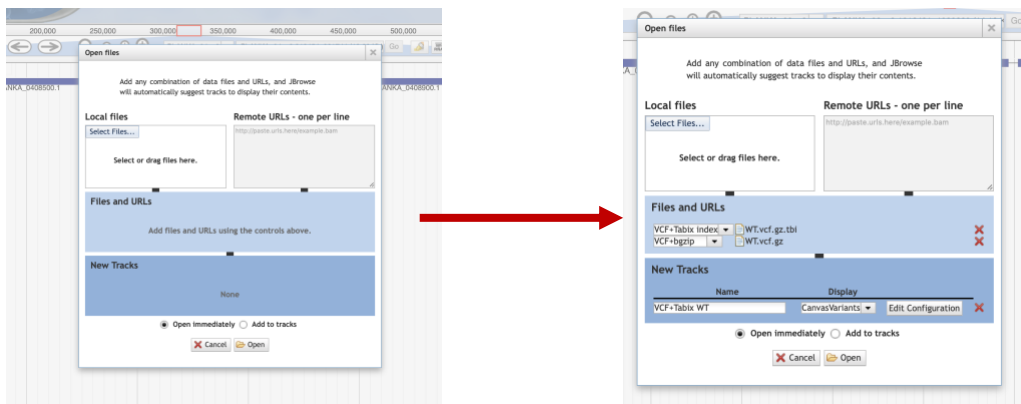 200,000 250,000 300,000 350,000 400,000 450,000 500,000
Go
Open files
Add any combination of data files and URLs, and JBrowse
will automatically suggest tracks to display their contents.
ANKA_0408500.1
ANKA_0408900.1
Local files
Remote URLs - one per line
Select Files...
http://paste.urls.here/example.bam
Select or drag files here.
Files and URLs
Add files and URLs using the controls above.
New Tracks
None
Open immediately Add to tracks
Cancel Open
Go
Open files
Add any combination of data files and URLs, and JBrowse
will automatically suggest tracks to display their contents.
Local files
Remote URLs - one per line
Select Files...
http://paste.urls.here/example.bam
Select or drag files here.
Files and URLs
VCF+Tabix index WT.vcf.gz.tbi
VCF+bgzip WT.vcf.gz
New Tracks
Name Display
VCF+Tabix WT CanvasVariants Edit Configuration
Open immediately Add to tracks
Cancel Open